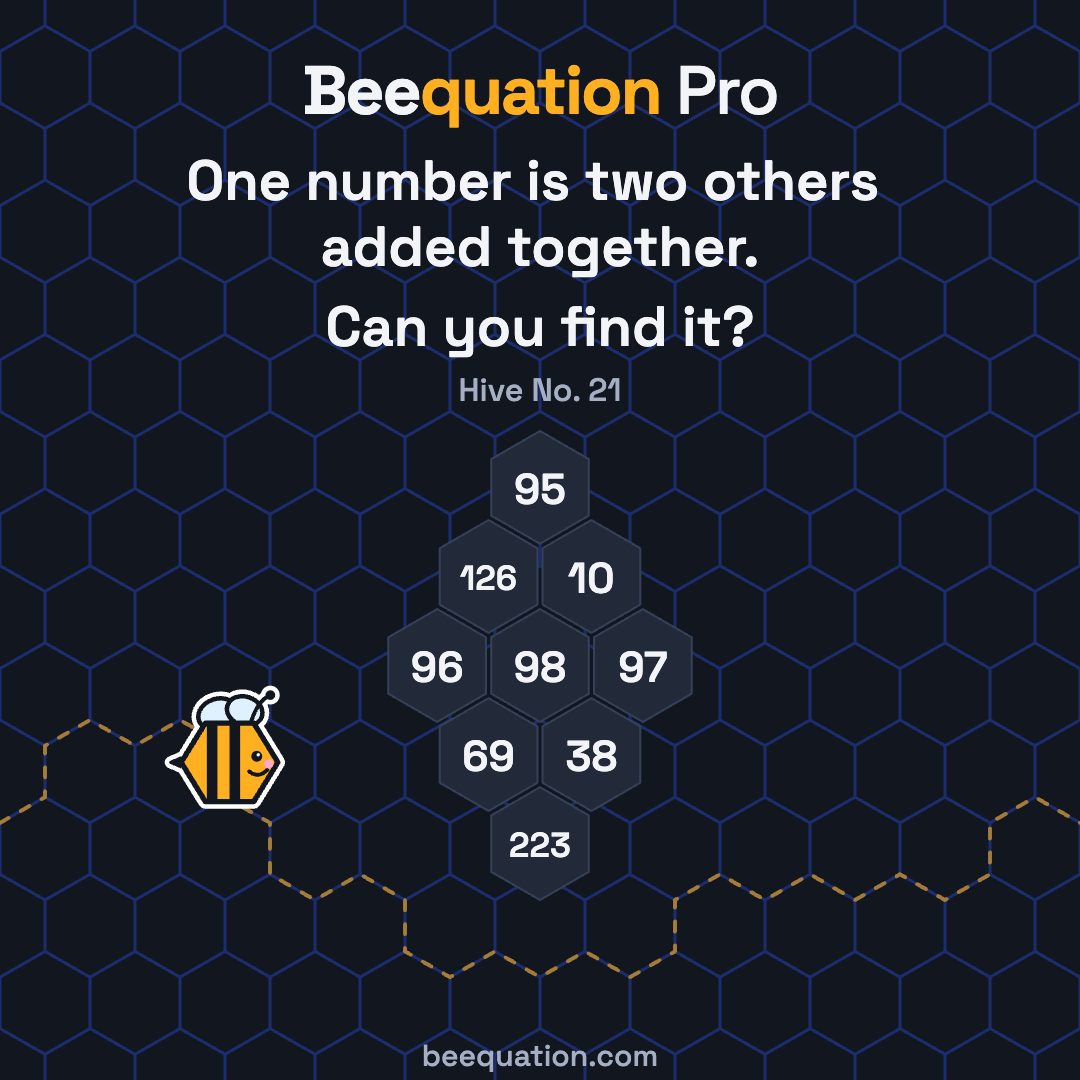 Beequation Pro
One number is two others
added together.
Can you find it?
Hive No. 21
95
126 10
96 98 97
69 38
223
beequation.com